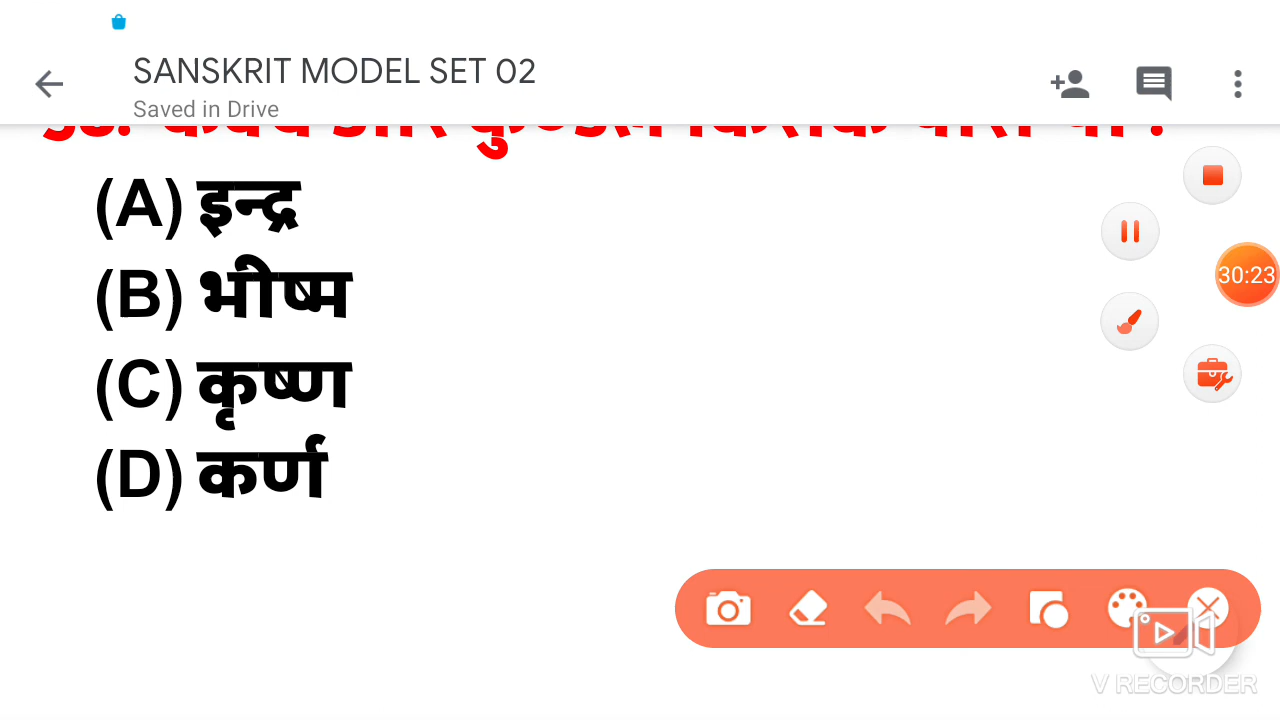 SANSKRIT MODEL SET 02
Saved in Drive
(A) इन्द्र
(B) भीष्म
(C) कृष्ण
(D) कर्ण
30:23
V RECORDER